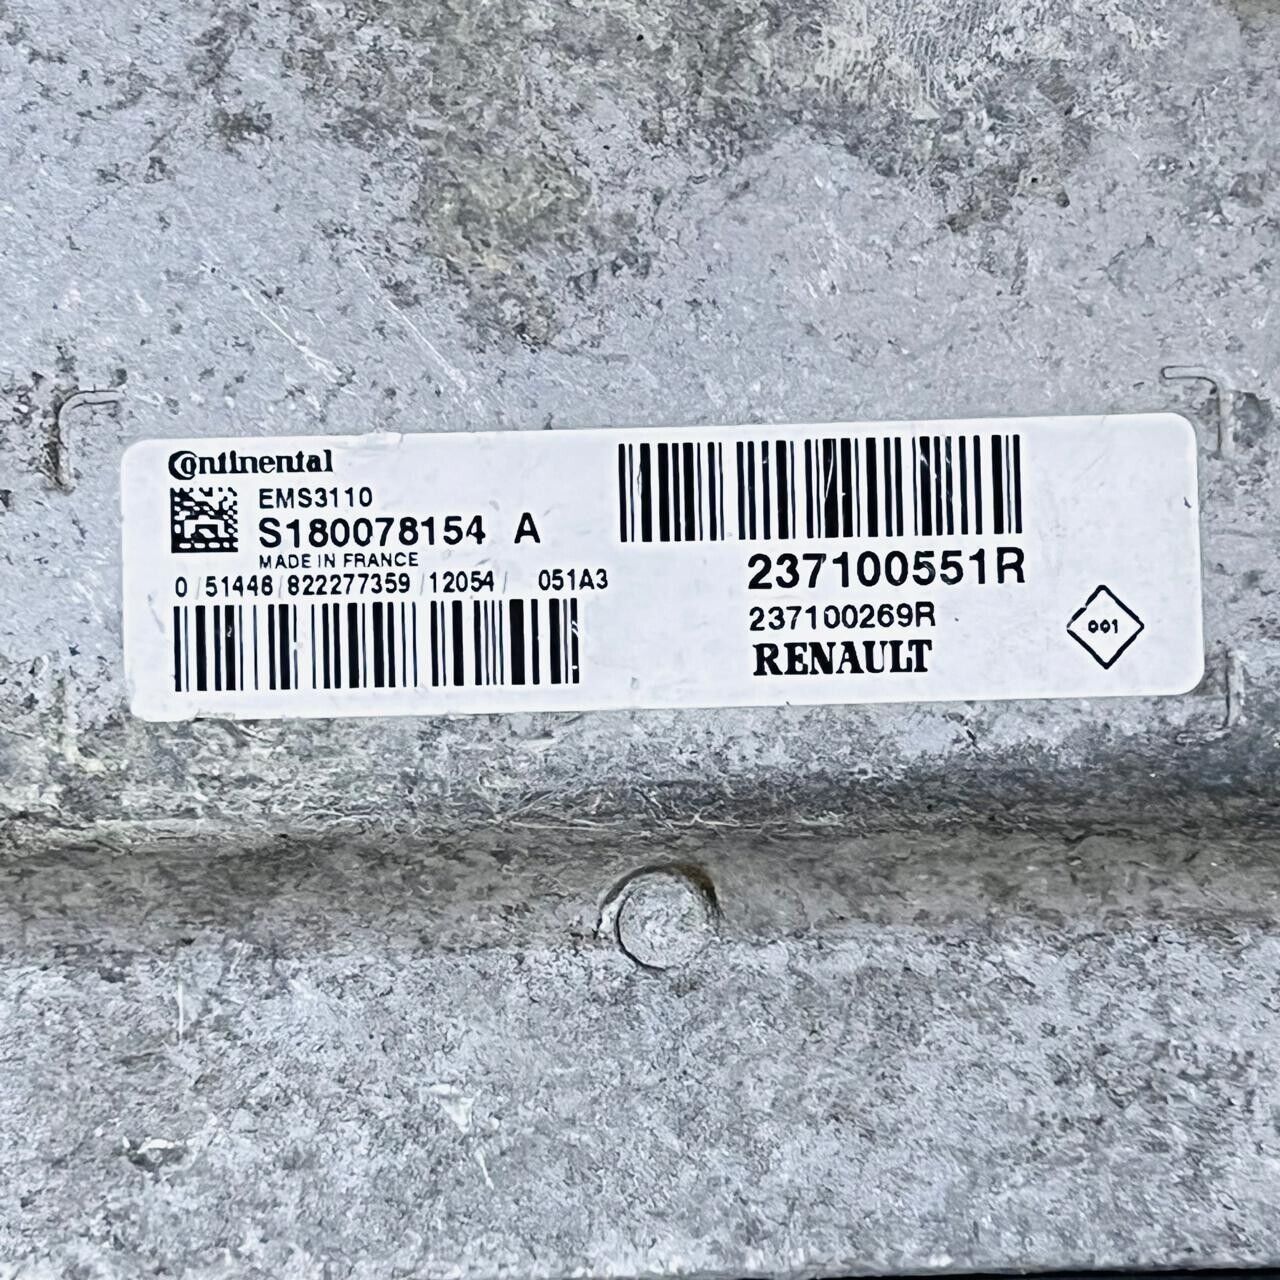 Continental
EMS3110
S180078154 A
MADE IN FRANCE
0/51446/822277359/12054/ 051A3
237100551R
237100269R
RENAULT
001